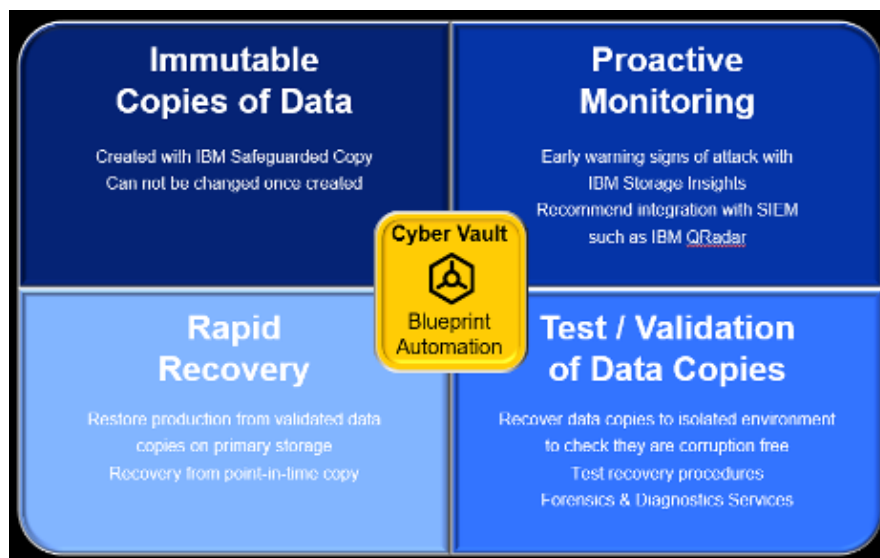 Immutable
Copies of Data
Created with IBM Safeguarded Copy
Can not be changed once created
Proactive
Monitoring
Early warning signs of attack with
IBM Storage Insights
Recommend integration with SIEM
such as IBM QRadar
Cyber Vault
Blueprint
Automation
Rapid
Recovery
Restore production from validated data
copies on primary storage
Recovery from point-in-time copy
Test / Validation
of Data Copies
Recover data copies to isolated environment
to check they are corruption free
Test recovery procedures
Forensics & Diagnostics Services